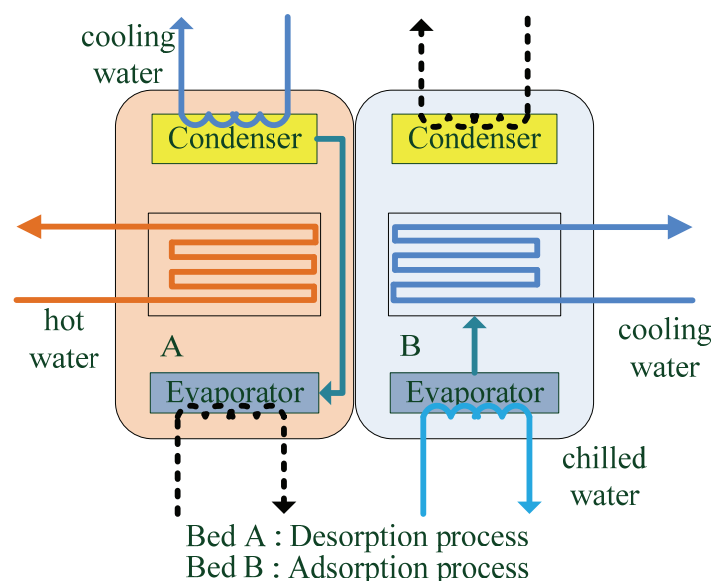 cooling
water
Condenser
Condenser
hot
water
A
B
cooling
water
Evaporator
Evaporator
chilled
water
Bed A : Desorption process
Bed B : Adsorption process